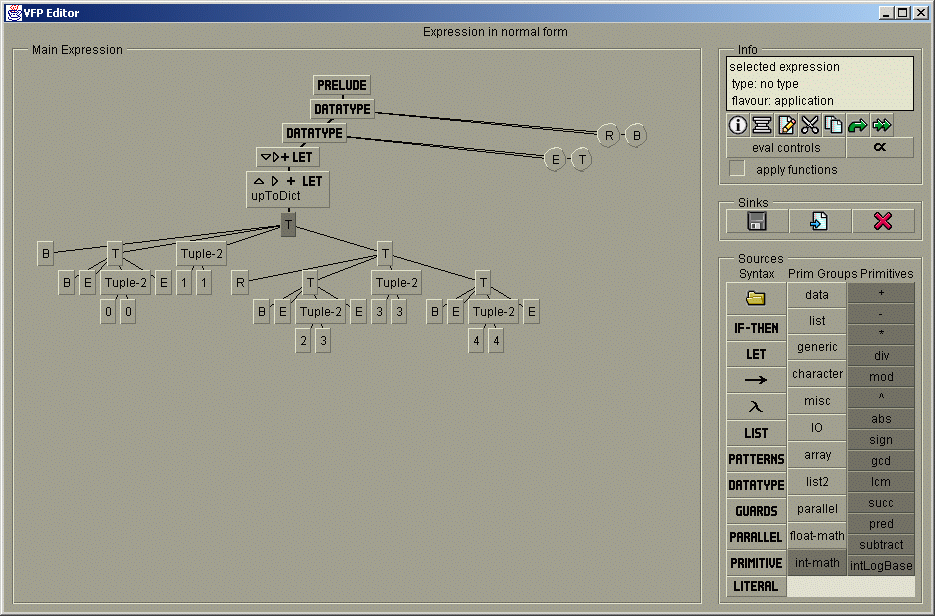 VFP Editor
Expression in normal form
Main Expression
PRELUDE
DATATYPE
R B
DATATYPE
E T
LET
LET
upToDict
T
B T Tuple-2 T
B E Tuple-2 E 1 1 R T Tuple-2 T
0 0 B E Tuple-2 E 3 3 B E Tuple-2 E
2 3 4 4
Info
selected expression
type: no type
flavour: application
eval controls α
apply functions
Sinks
Sources
Syntax Prim Groups Primitives
data +
list -
IF-THEN generic *
LET character div
→ misc mod
λ IO ^
LIST array abs
PATTERNS list2 sign
DATATYPE parallel gcd
GUARDS float-math lcm
PARALLEL int-math succ
PRIMITIVE pred
LITERAL subtract
intLogBase